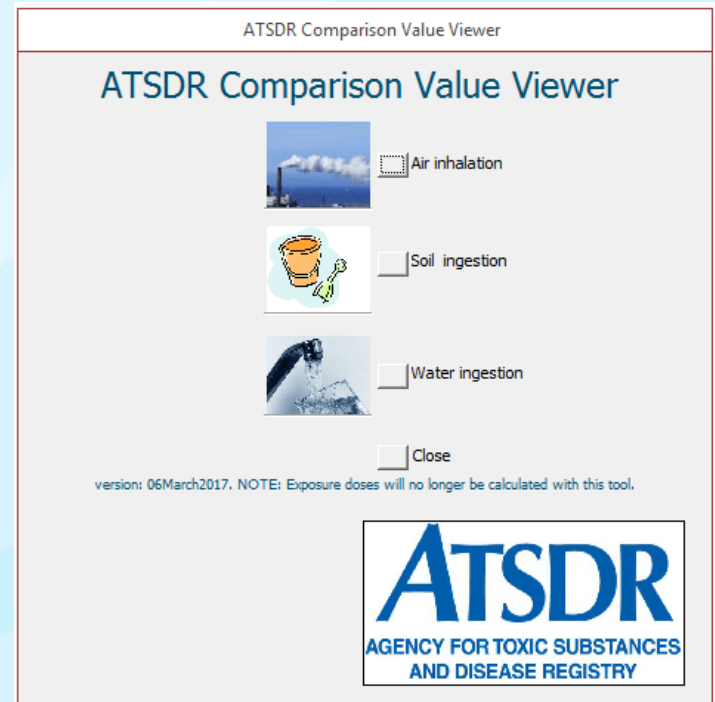 ATSDR Comparison Value Viewer
ATSDR Comparison Value Viewer
Air inhalation
Soil ingestion
Water ingestion
Close
version: 06March2017. NOTE: Exposure doses will no longer be calculated with this tool.
ATSDR
AGENCY FOR TOXIC SUBSTANCES
AND DISEASE REGISTRY